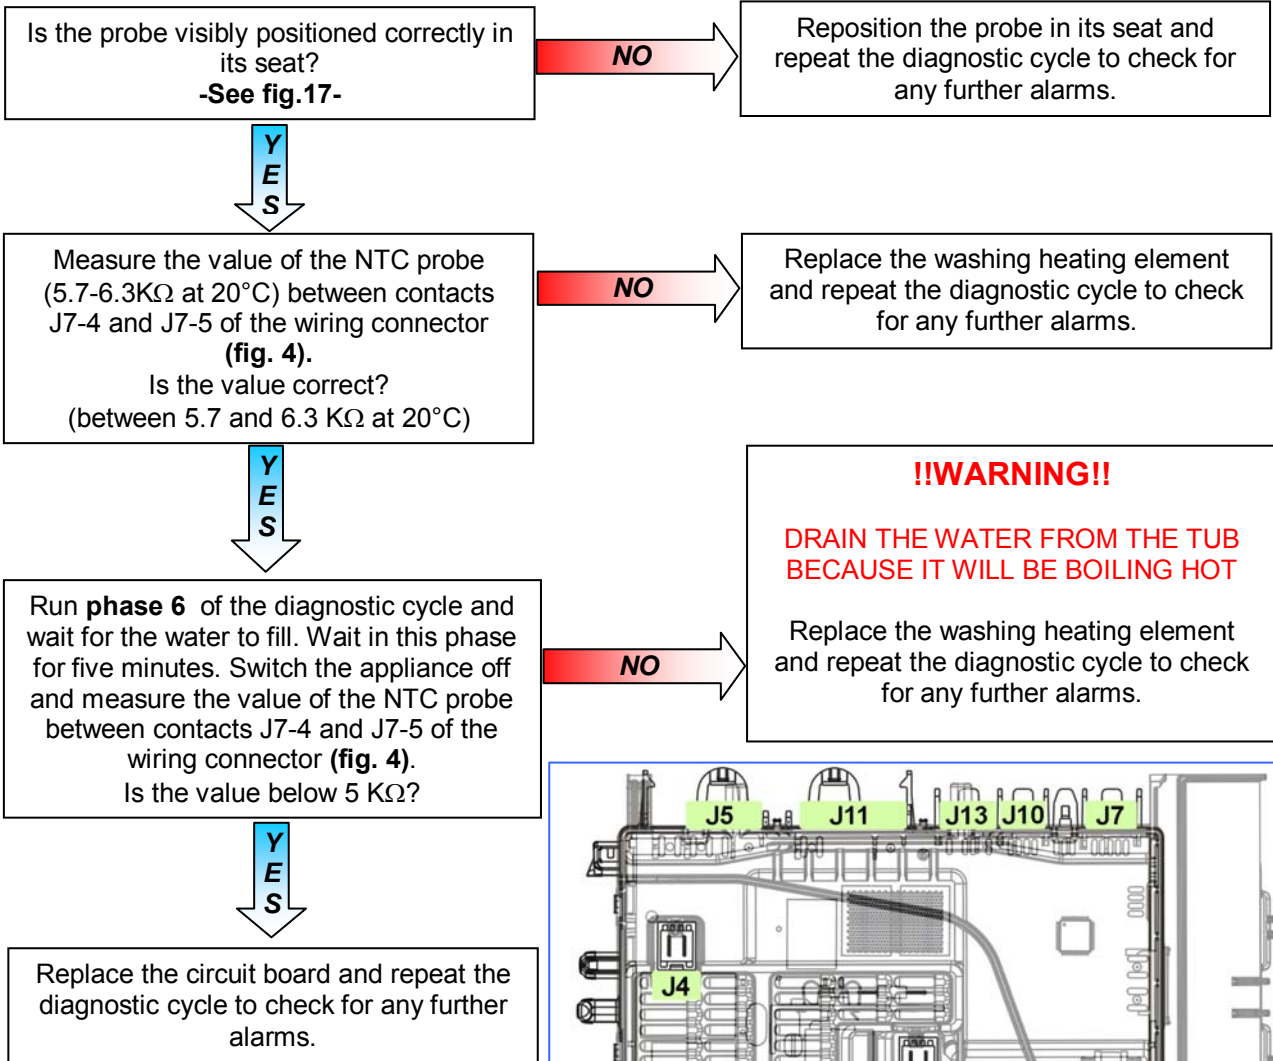 Is the probe visibly positioned correctly in
its seat?
-See fig.17-
NO
Reposition the probe in its seat and
repeat the diagnostic cycle to check for
any further alarms.
YES
Measure the value of the NTC probe
(5.7-6.3KΩ at 20°C) between contacts
J7-4 and J7-5 of the wiring connector
(fig. 4).
Is the value correct?
(between 5.7 and 6.3 KΩ at 20°C)
NO
Replace the washing heating element
and repeat the diagnostic cycle to check
for any further alarms.
YES
Run phase 6 of the diagnostic cycle and
wait for the water to fill. Wait in this phase
for five minutes. Switch the appliance off
and measure the value of the NTC probe
between contacts J7-4 and J7-5 of the
wiring connector (fig. 4).
Is the value below 5 KΩ?
NO
!!WARNING!!
DRAIN THE WATER FROM THE TUB
BECAUSE IT WILL BE BOILING HOT
Replace the washing heating element
and repeat the diagnostic cycle to check
for any further alarms.
YES
Replace the circuit board and repeat the
diagnostic cycle to check for any further
alarms.
J5 J11 J13 J10 J7
J4